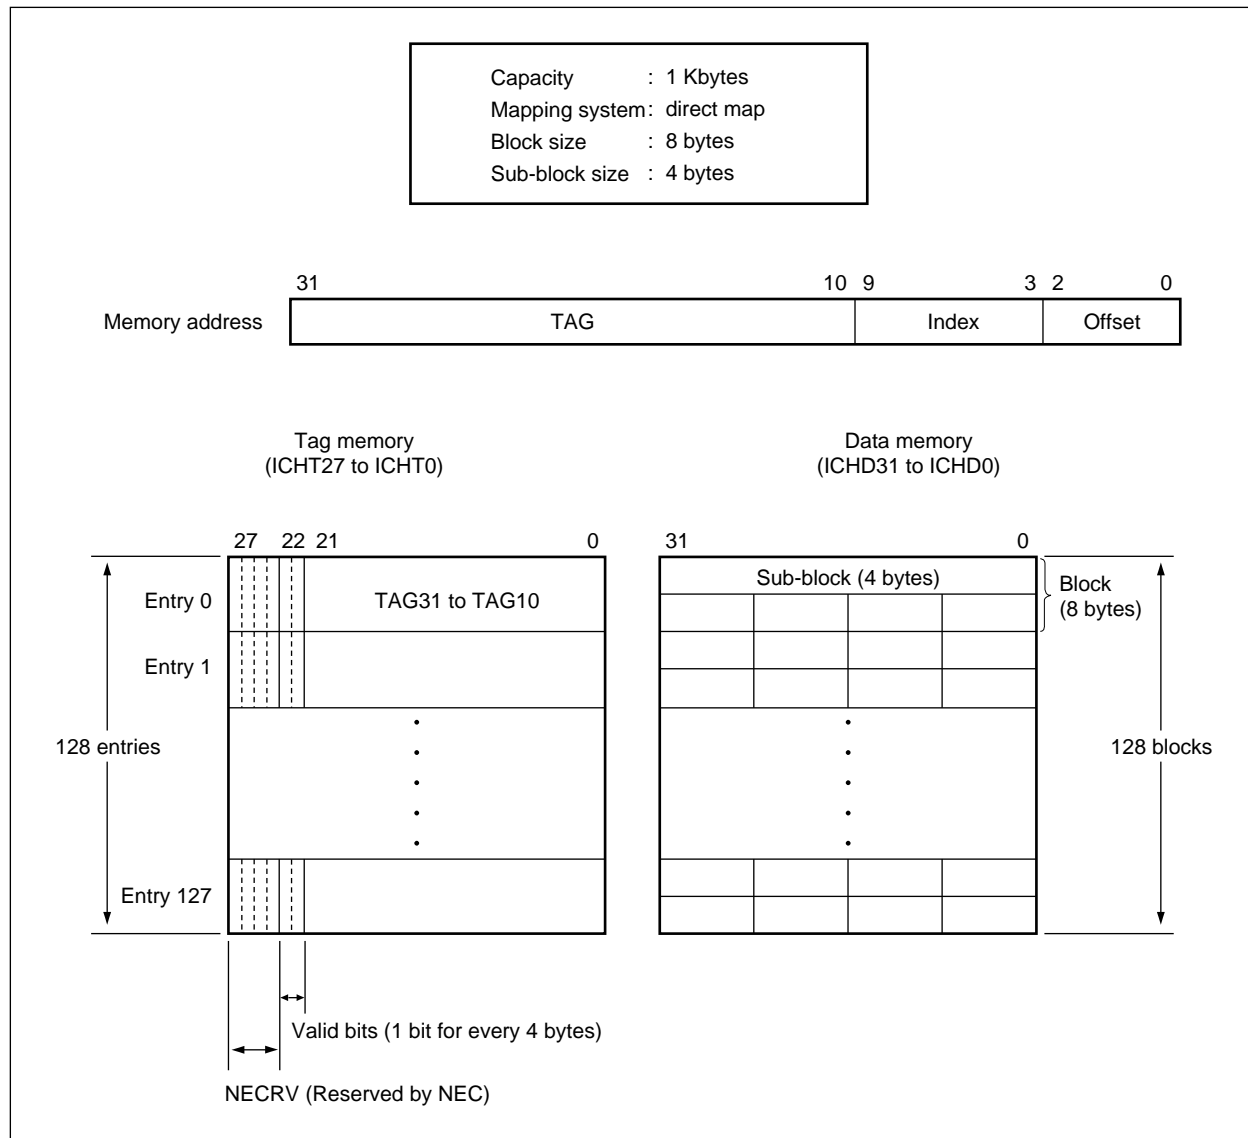 Capacity : 1 Kbytes
Mapping system: direct map
Block size : 8 bytes
Sub-block size : 4 bytes
31 10 9 3 2 0
Memory address TAG Index Offset
Tag memory
(ICHT27 to ICHT0)
Data memory
(ICHD31 to ICHD0)
27 22 21 0
31 0
Entry 0 TAG31 to TAG10
Sub-block (4 bytes)
Block
(8 bytes)
Entry 1
128 entries
128 blocks
Entry 127
Valid bits (1 bit for every 4 bytes)
NECRV (Reserved by NEC)